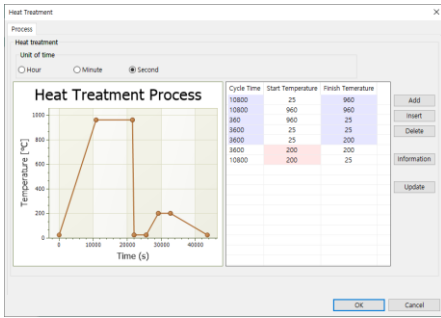 Heat Treatment
Process
Heat treatment
Unit of time
Hour Minute Second
Heat Treatment Process
Temperature [ºC]
1000
800
600
400
200
0
0 10000 20000 30000 40000
Time (s)
Cycle Time Start Temperature Finish Temerature
10800 25 960
10800 960 960
360 960 25
3600 25 25
3600 25 200
3600 200 200
10800 200 25
Add
Insert
Delete
Information
Update
OK Cancel